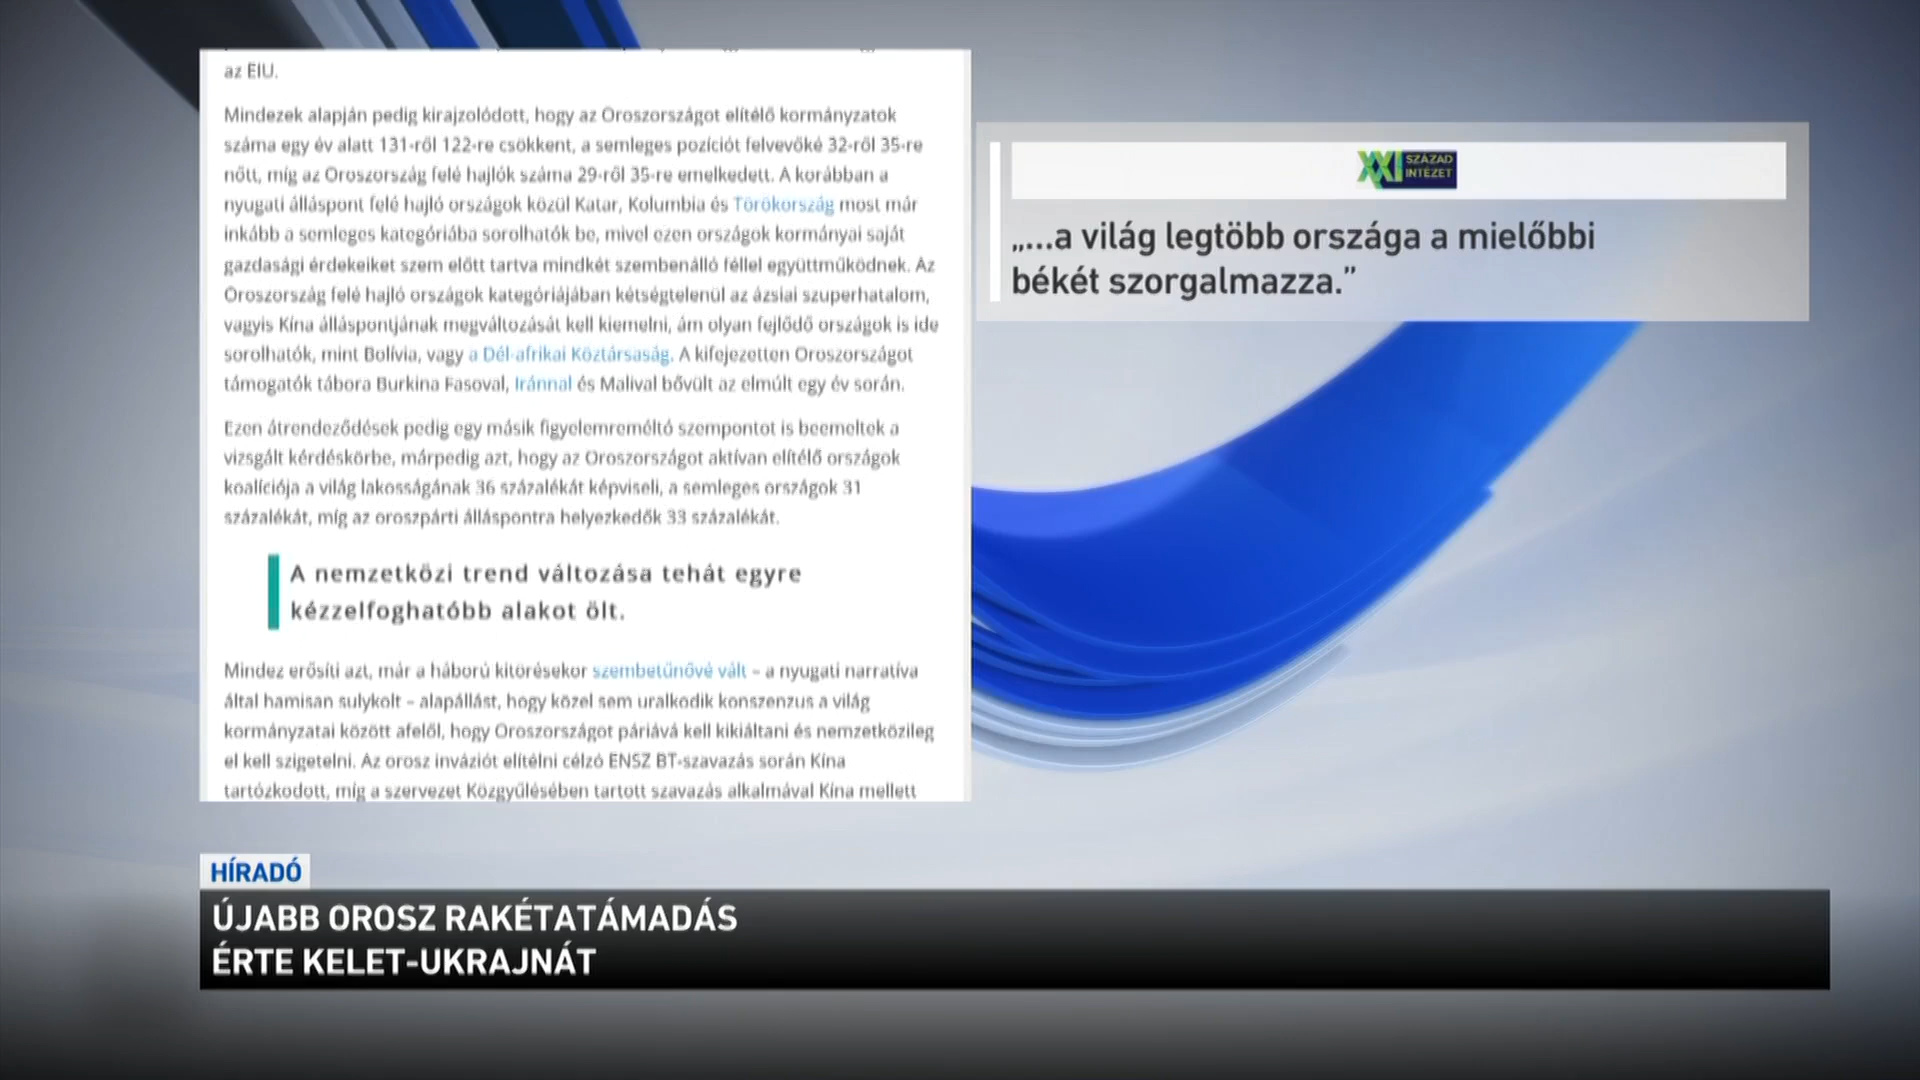 az EIU.
Mindezek alapján pedig kirajzolódott, hogy az Oroszországot elítélő kormányzatok
száma egy év alatt 131-ről 122-re csökkent, a semleges pozíciót felvevőké 32-ről 35-re
nőtt, míg az Oroszország felé hajlók száma 29-ről 35-re emelkedett. A korábban a
nyugati álláspont felé hajló országok közül Katar, Kolumbia és Törökország most már
inkább a semleges kategóriába sorolhatók be, mivel ezen országok kormányai saját
gazdasági érdekeiket szem előtt tartva mindkét szembenálló féllel együttműködnek. Az
Oroszország felé hajló országok kategóriájában kétségtelenül az ázsiai szuperhatalom,
vagyis Kína álláspontjának megváltozását kell kiemelni, ám olyan fejlődő országok is ide
sorolhatók, mint Bolívia, vagy a Dél-afrikai Köztársaság. A kifejezetten Oroszországot
támogatók tábora Burkina Fasoval, Iránnal és Malival bővült az elmúlt egy év során.
Ezen átrendeződések pedig egy másik figyelemreméltó szempontot is beemeltek a
vizsgált kérdéskörbe, márpedig azt, hogy az Oroszországot aktívan elítélő országok
koalíciója a világ lakosságának 36 százalékát képviseli, a semleges országok 31
százalékát, míg az oroszpárti álláspontra helyezkedők 33 százalékát.
A nemzetközi trend változása tehát egyre
kézzelfoghatóbb alakot ölt.
Mindez erősíti azt, már a háború kitörésekor szembetűnővé vált – a nyugati narratíva
által hamisan sulykolt – alapállást, hogy közel sem uralkodik konszenzus a világ
kormányzatai között afelől, hogy Oroszországot páriává kell kikiáltani és nemzetközileg
el kell szigetelni. Az orosz inváziót elítélni célzó ENSZ BT-szavazás során Kína
tartózkodott, míg a szervezet Közgyűlésében tartott szavazás alkalmával Kína mellett
XXI SZÁZAD
INTÉZET
„...a világ legtöbb országa a mielőbbi
békét szorgalmazza.”
HÍRADÓ
ÚJABB OROSZ RAKÉTATÁMADÁS
ÉRTE KELET-UKRAJNÁT